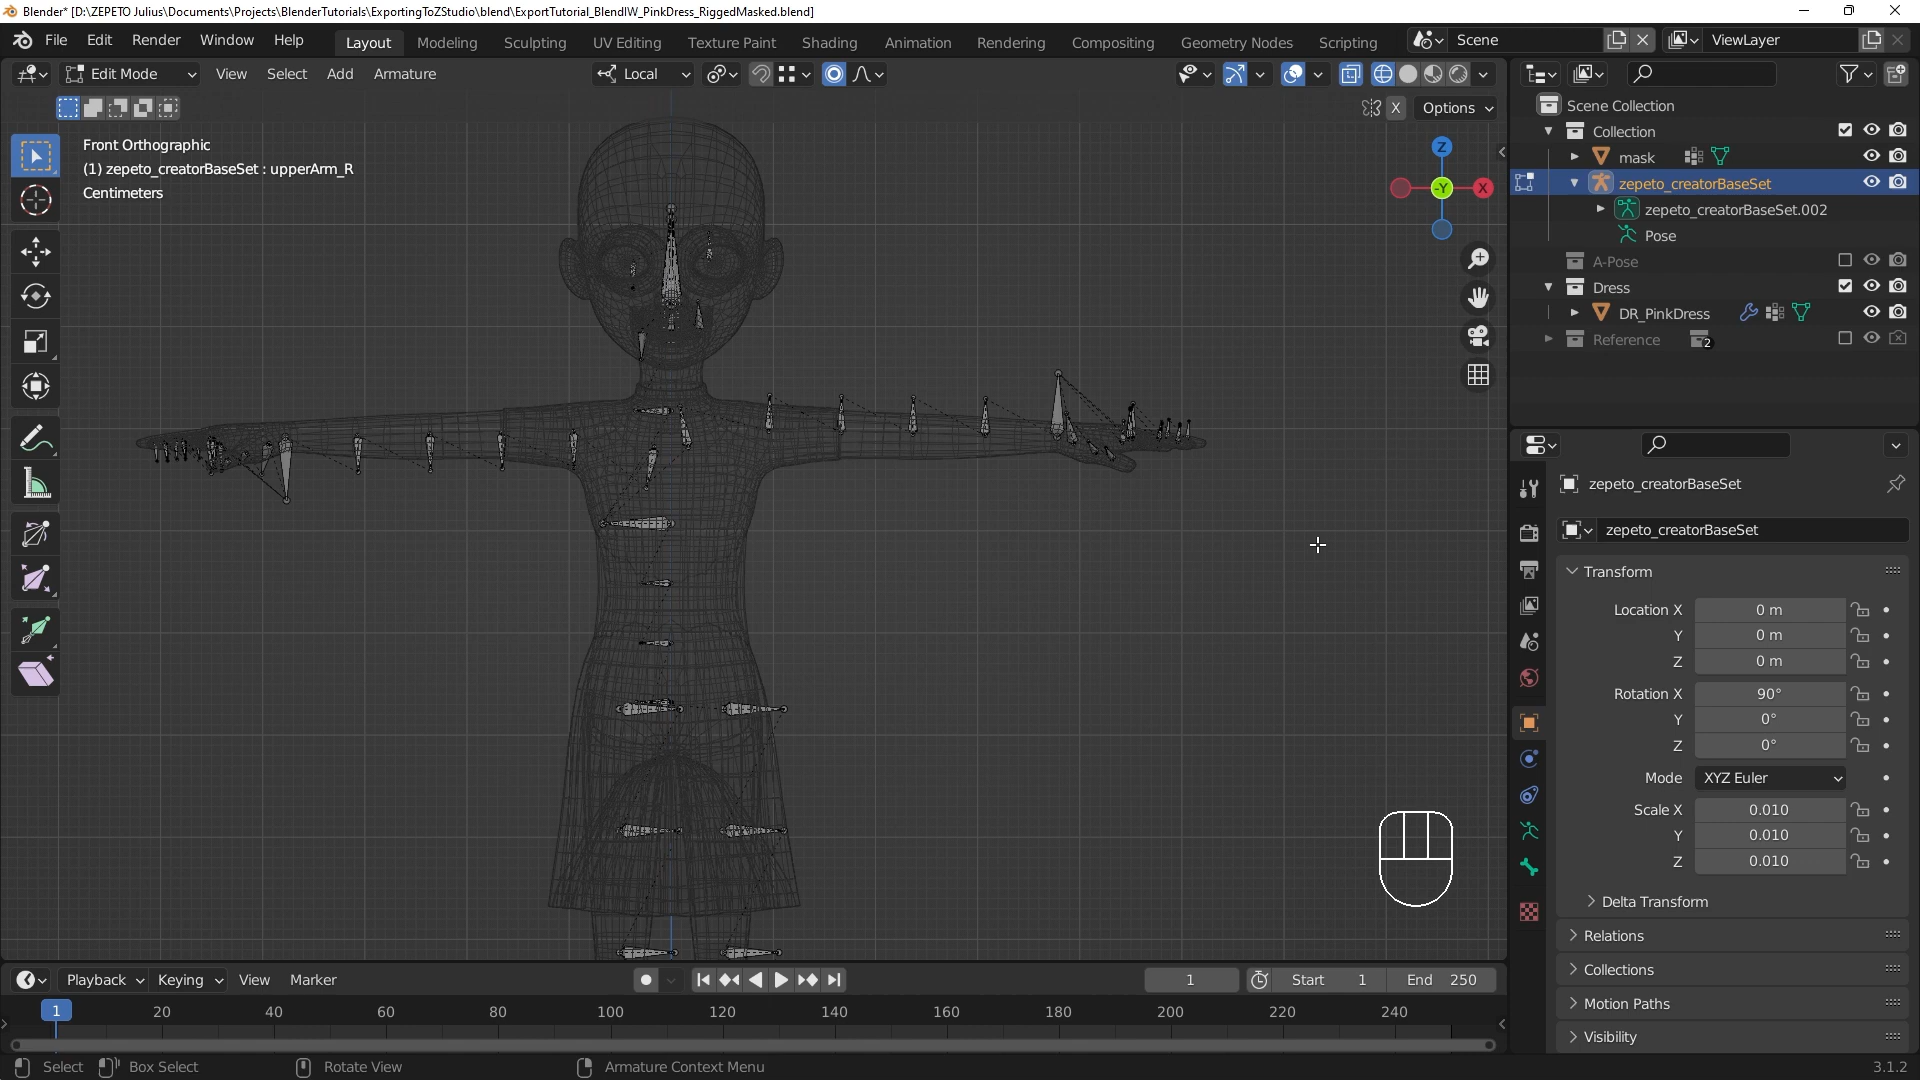 Blender* [D:\ZEPETO Julius\Documents\Projects\BlenderTutorials\ExportingToZStudio\blend\ExportTutorial_BlendIW_PinkDress_RiggedMasked.blend]
File Edit Render Window Help Layout Modeling Sculpting UV Editing Texture Paint Shading Animation Rendering Compositing Geometry Nodes Scripting Scene ViewLayer
Edit Mode View Select Add Armature Local
X Options
Front Orthographic
(1) zepeto_creatorBaseSet : upperArm_R
Centimeters
Z
-Y X
Scene Collection
Collection
mask
zepeto_creatorBaseSet
zepeto_creatorBaseSet.002
Pose
A-Pose
Dress
DR_PinkDress
Reference 2
zepeto_creatorBaseSet
zepeto_creatorBaseSet
Transform
Location X 0 m
Y 0 m
Z 0 m
Rotation X 90°
Y 0°
Z 0°
Mode XYZ Euler
Scale X 0.010
Y 0.010
Z 0.010
Delta Transform
Relations
Collections
Motion Paths
Visibility
Playback Keying View Marker 1 Start 1 End 250
1 20 40 60 80 100 120 140 160 180 200 220 240
Select Box Select Rotate View Armature Context Menu 3.1.2